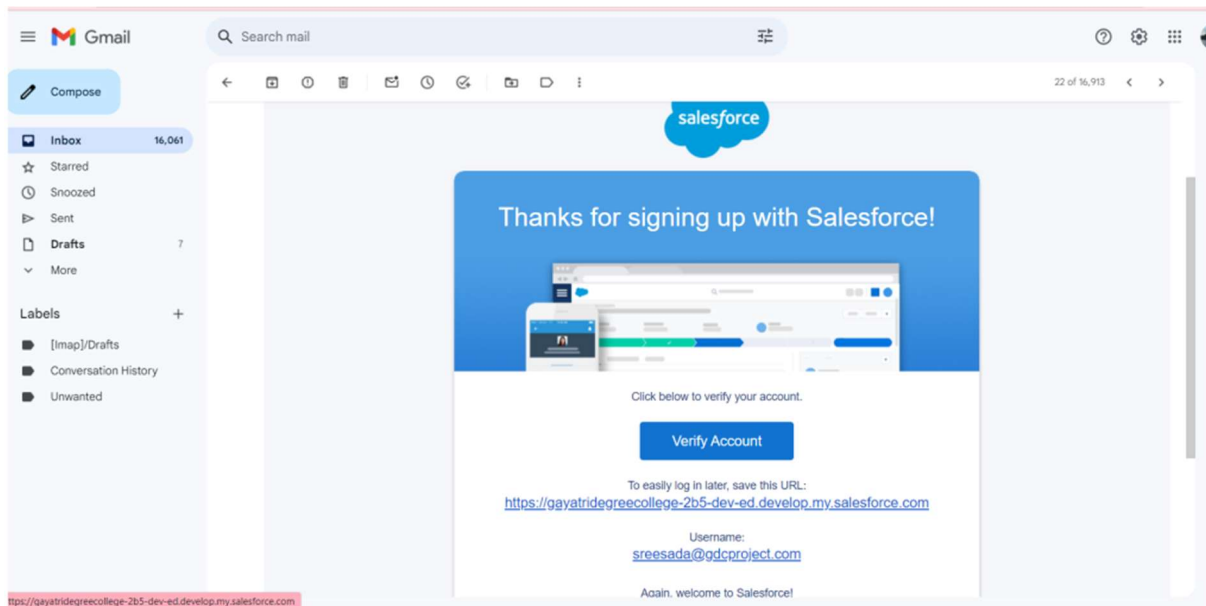 Gmail
Search mail
Compose
22 of 16,913
Inbox 16,061
Starred
Snoozed
Sent
Drafts 7
More
Labels
[Imap]/Drafts
Conversation History
Unwanted
salesforce
Thanks for signing up with Salesforce!
Click below to verify your account.
Verify Account
To easily log in later, save this URL:
https://gayatridegreecollege-2b5-dev-ed.develop.my.salesforce.com
Username:
sreesada@gdcproject.com
Again, welcome to Salesforce!
ttps://gayatridegreecollege-2b5-dev-ed.develop.my.salesforce.com